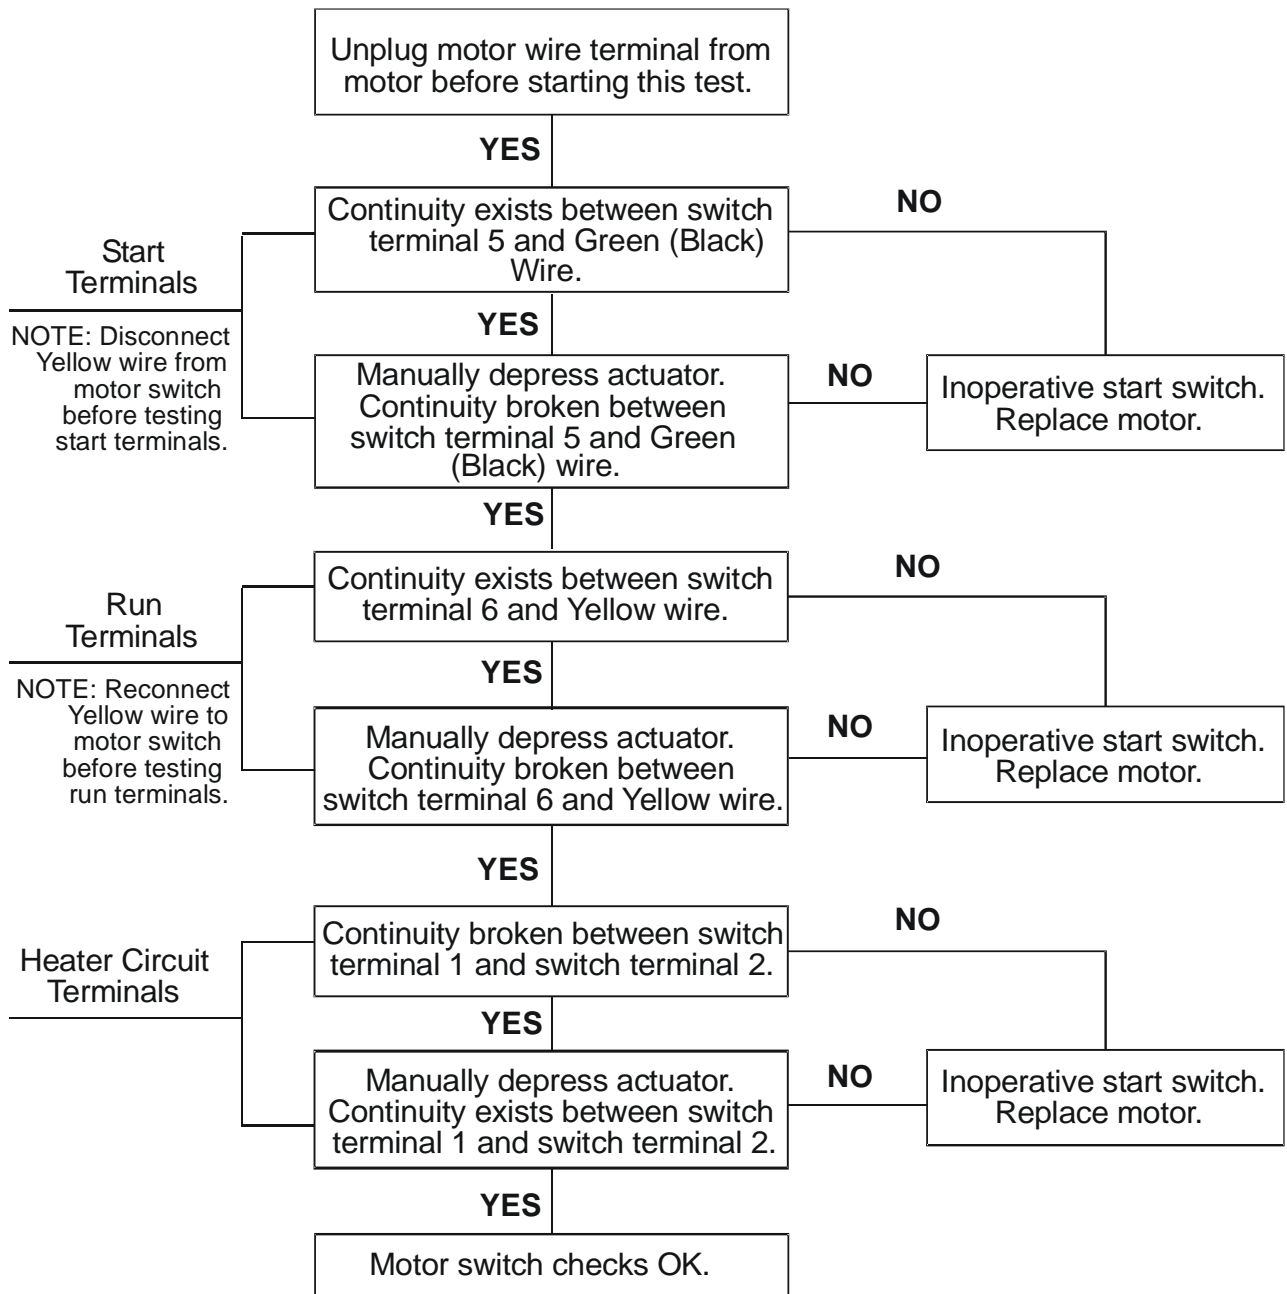 Unplug motor wire terminal from
motor before starting this test.
YES
Continuity exists between switch
terminal 5 and Green (Black)
Wire.
NO
Start
Terminals
NOTE: Disconnect
Yellow wire from
motor switch
before testing
start terminals.
YES
Manually depress actuator.
Continuity broken between
switch terminal 5 and Green
(Black) wire.
NO
Inoperative start switch.
Replace motor.
YES
Continuity exists between switch
terminal 6 and Yellow wire.
NO
Run
Terminals
NOTE: Reconnect
Yellow wire to
motor switch
before testing
run terminals.
YES
Manually depress actuator.
Continuity broken between
switch terminal 6 and Yellow wire.
NO
Inoperative start switch.
Replace motor.
YES
Continuity broken between switch
terminal 1 and switch terminal 2.
NO
Heater Circuit
Terminals
YES
Manually depress actuator.
Continuity exists between switch
terminal 1 and switch terminal 2.
NO
Inoperative start switch.
Replace motor.
YES
Motor switch checks OK.